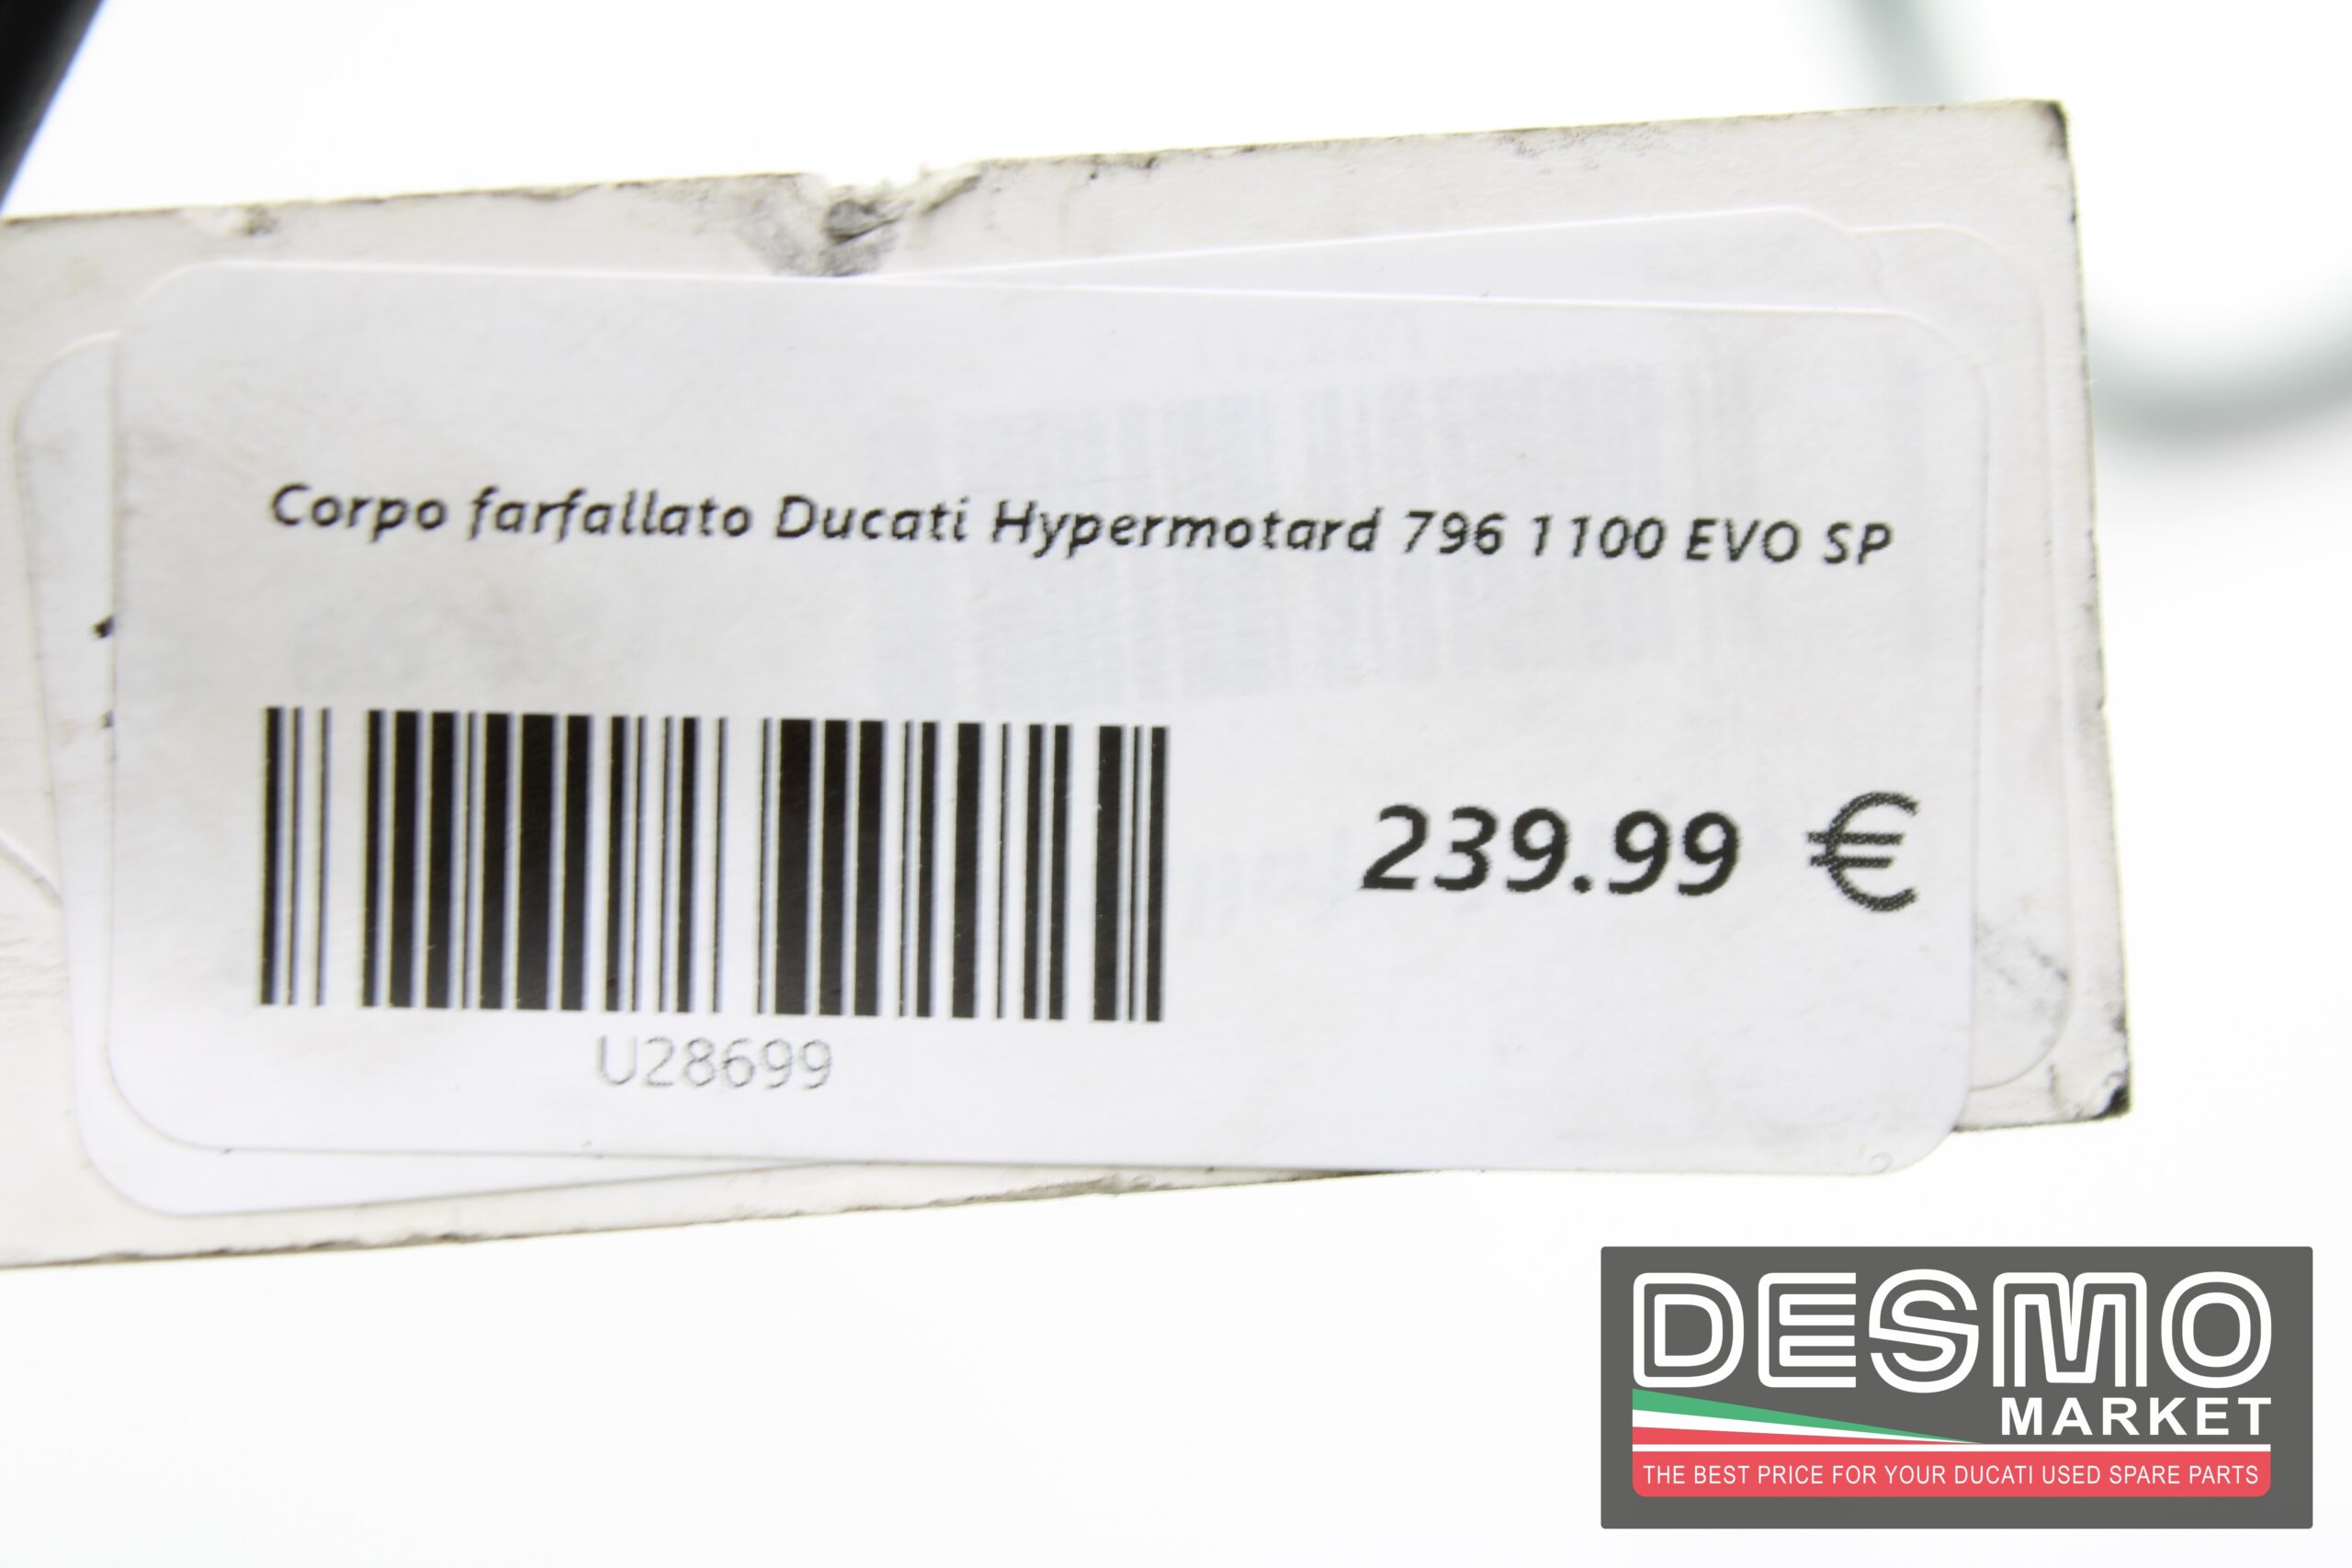 Corpo farfallato Ducati Hypermotard 796 1100 EVO SP
239.99 €
U28699
DESMO
MARKET
THE BEST PRICE FOR YOUR DUCATI USED SPARE PARTS